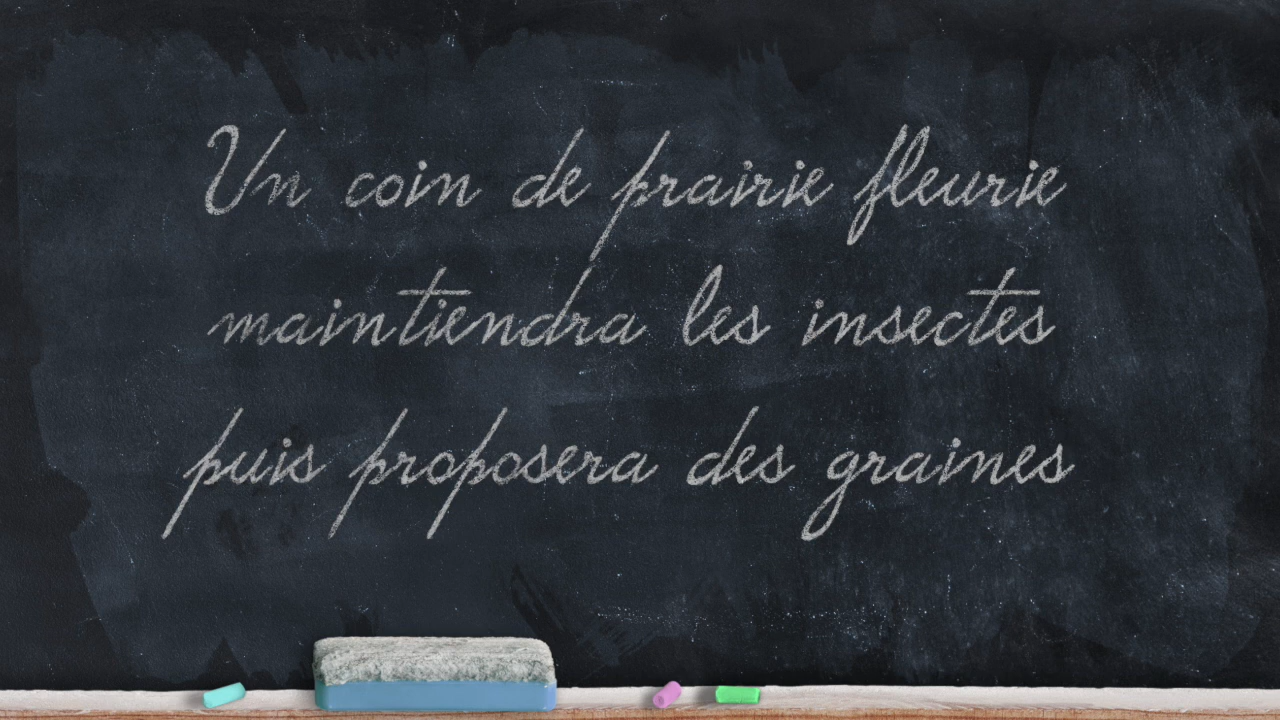 Un coin de prairie fleurie
maintiendra les insectes
puis proposera des graines